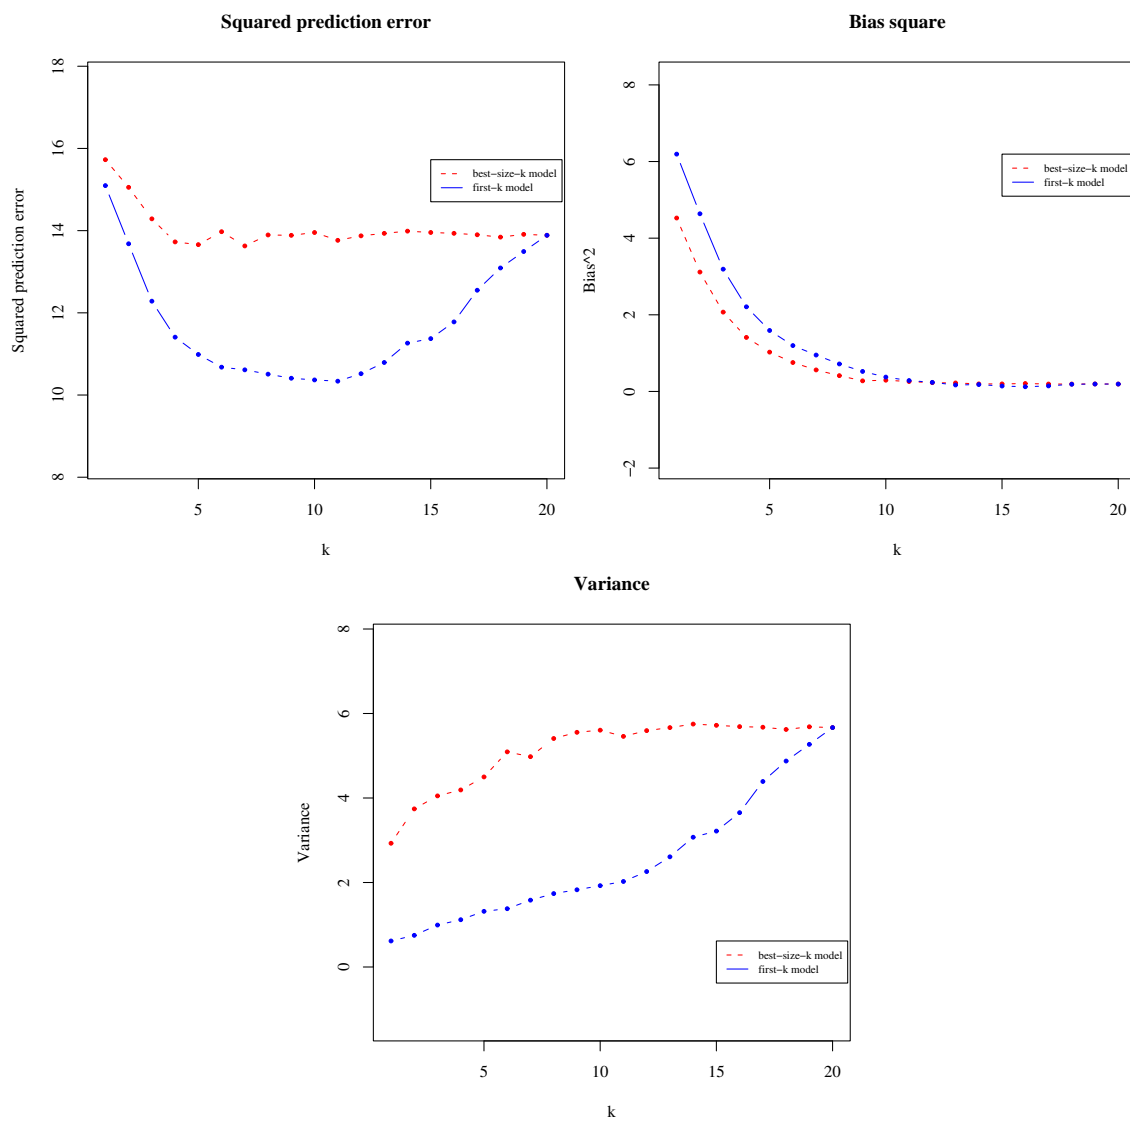 Squared prediction error
Squared prediction error
18
16
14
12
10
8
best−size−k model
first−k model
5
10
15
20
k
Bias square
Bias^2
8
6
4
2
0
−2
best−size−k model
first−k model
5
10
15
20
k
Variance
Variance
8
6
4
2
0
best−size−k model
first−k model
5
10
15
20
k